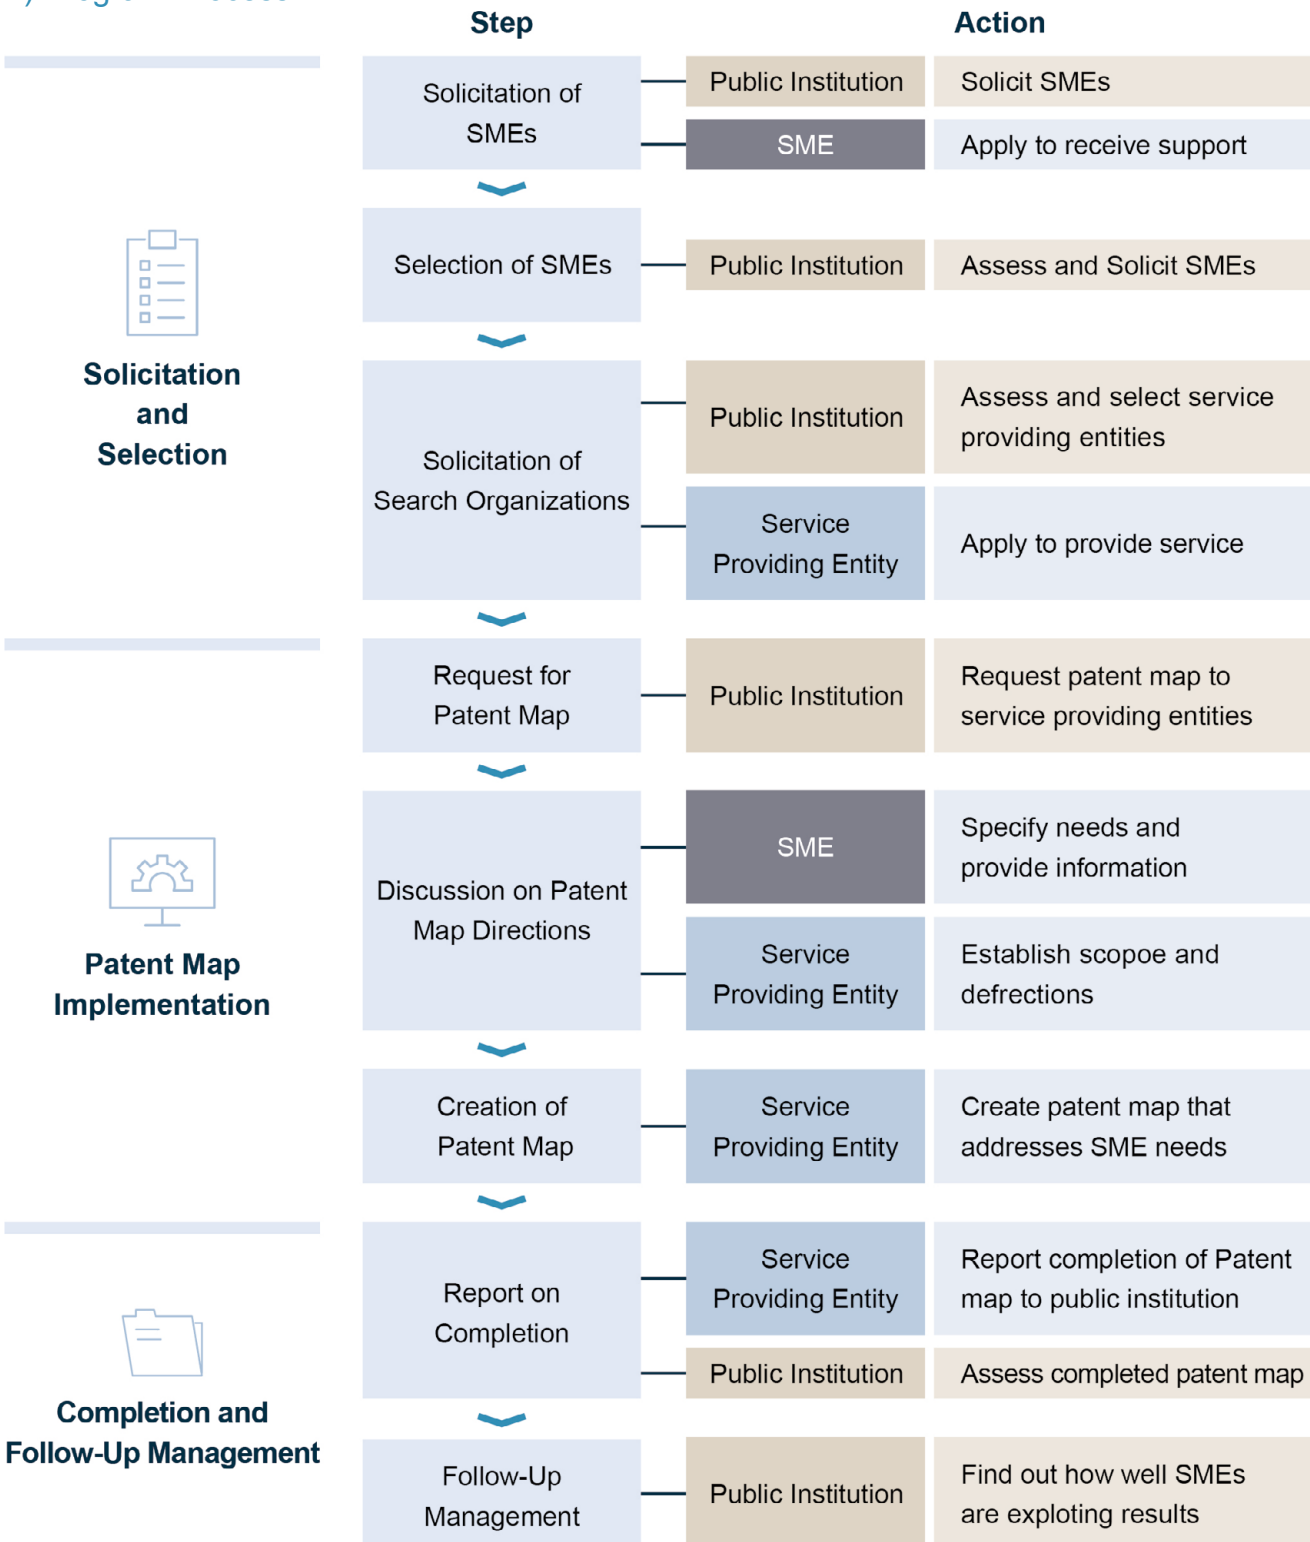 Step
Action
Solicitation
and
Selection
Solicitation of
SMEs
Public Institution
Solicit SMEs
SME
Apply to receive support
Selection of SMEs
Public Institution
Assess and Solicit SMEs
Solicitation of
Search Organizations
Public Institution
Assess and select service
providing entities
Service
Providing Entity
Apply to provide service
Patent Map
Implementation
Request for
Patent Map
Public Institution
Request patent map to
service providing entities
Discussion on Patent
Map Directions
SME
Specify needs and
provide information
Service
Providing Entity
Establish scopoe and
defrections
Creation of
Patent Map
Service
Providing Entity
Create patent map that
addresses SME needs
Completion and
Follow-Up Management
Report on
Completion
Service
Providing Entity
Report completion of Patent
map to public institution
Public Institution
Assess completed patent map
Follow-Up
Management
Public Institution
Find out how well SMEs
are exploting results